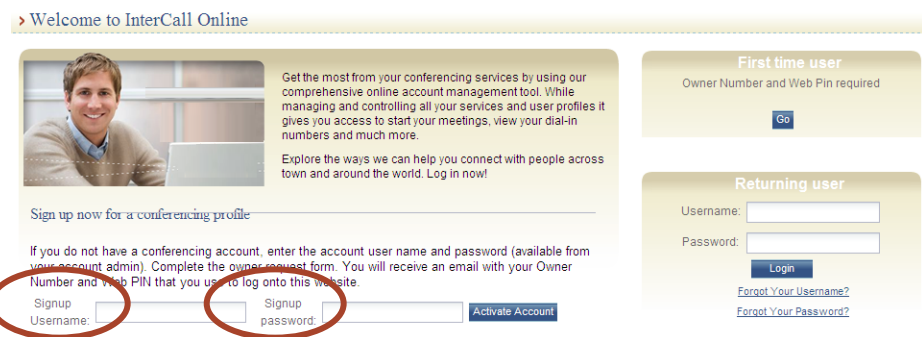 Welcome to InterCall Online
Get the most from your conferencing services by using our
comprehensive online account management tool. While
managing and controlling all your services and user profiles it
gives you access to start your meetings, view your dial-in
numbers and much more.
Explore the ways we can help you connect with people across
town and around the world. Log in now!
Sign up now for a conferencing profile
If you do not have a conferencing account, enter the account user name and password (available from
your account admin). Complete the owner request form. You will receive an email with your Owner
Number and Web PIN that you use to log onto this website.
Signup
Username:
Signup
password:
Activate Account
First time user
Owner Number and Web Pin required
Go
Returning user
Username:
Password:
Login
Forgot Your Username?
Forgot Your Password?